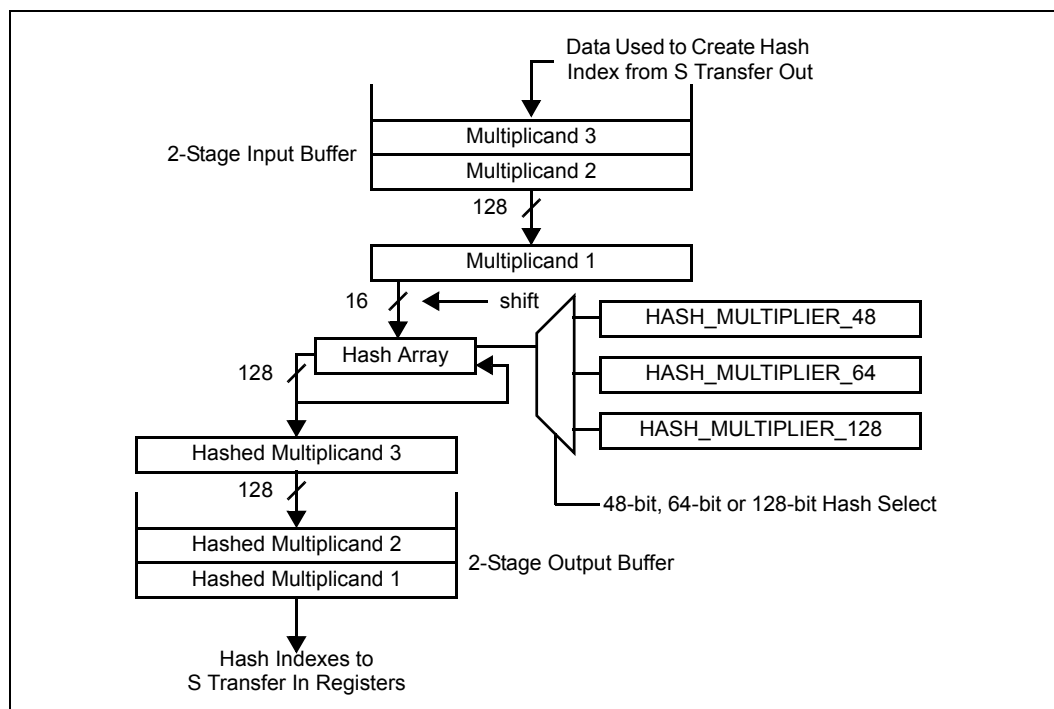 Data Used to Create Hash
Index from S Transfer Out
Multiplicand 3
2-Stage Input Buffer
Multiplicand 2
128
Multiplicand 1
16
shift
HASH_MULTIPLIER_48
Hash Array
128
HASH_MULTIPLIER_64
HASH_MULTIPLIER_128
Hashed Multiplicand 3
128
48-bit, 64-bit or 128-bit Hash Select
Hashed Multiplicand 2
2-Stage Output Buffer
Hashed Multiplicand 1
Hash Indexes to
S Transfer In Registers